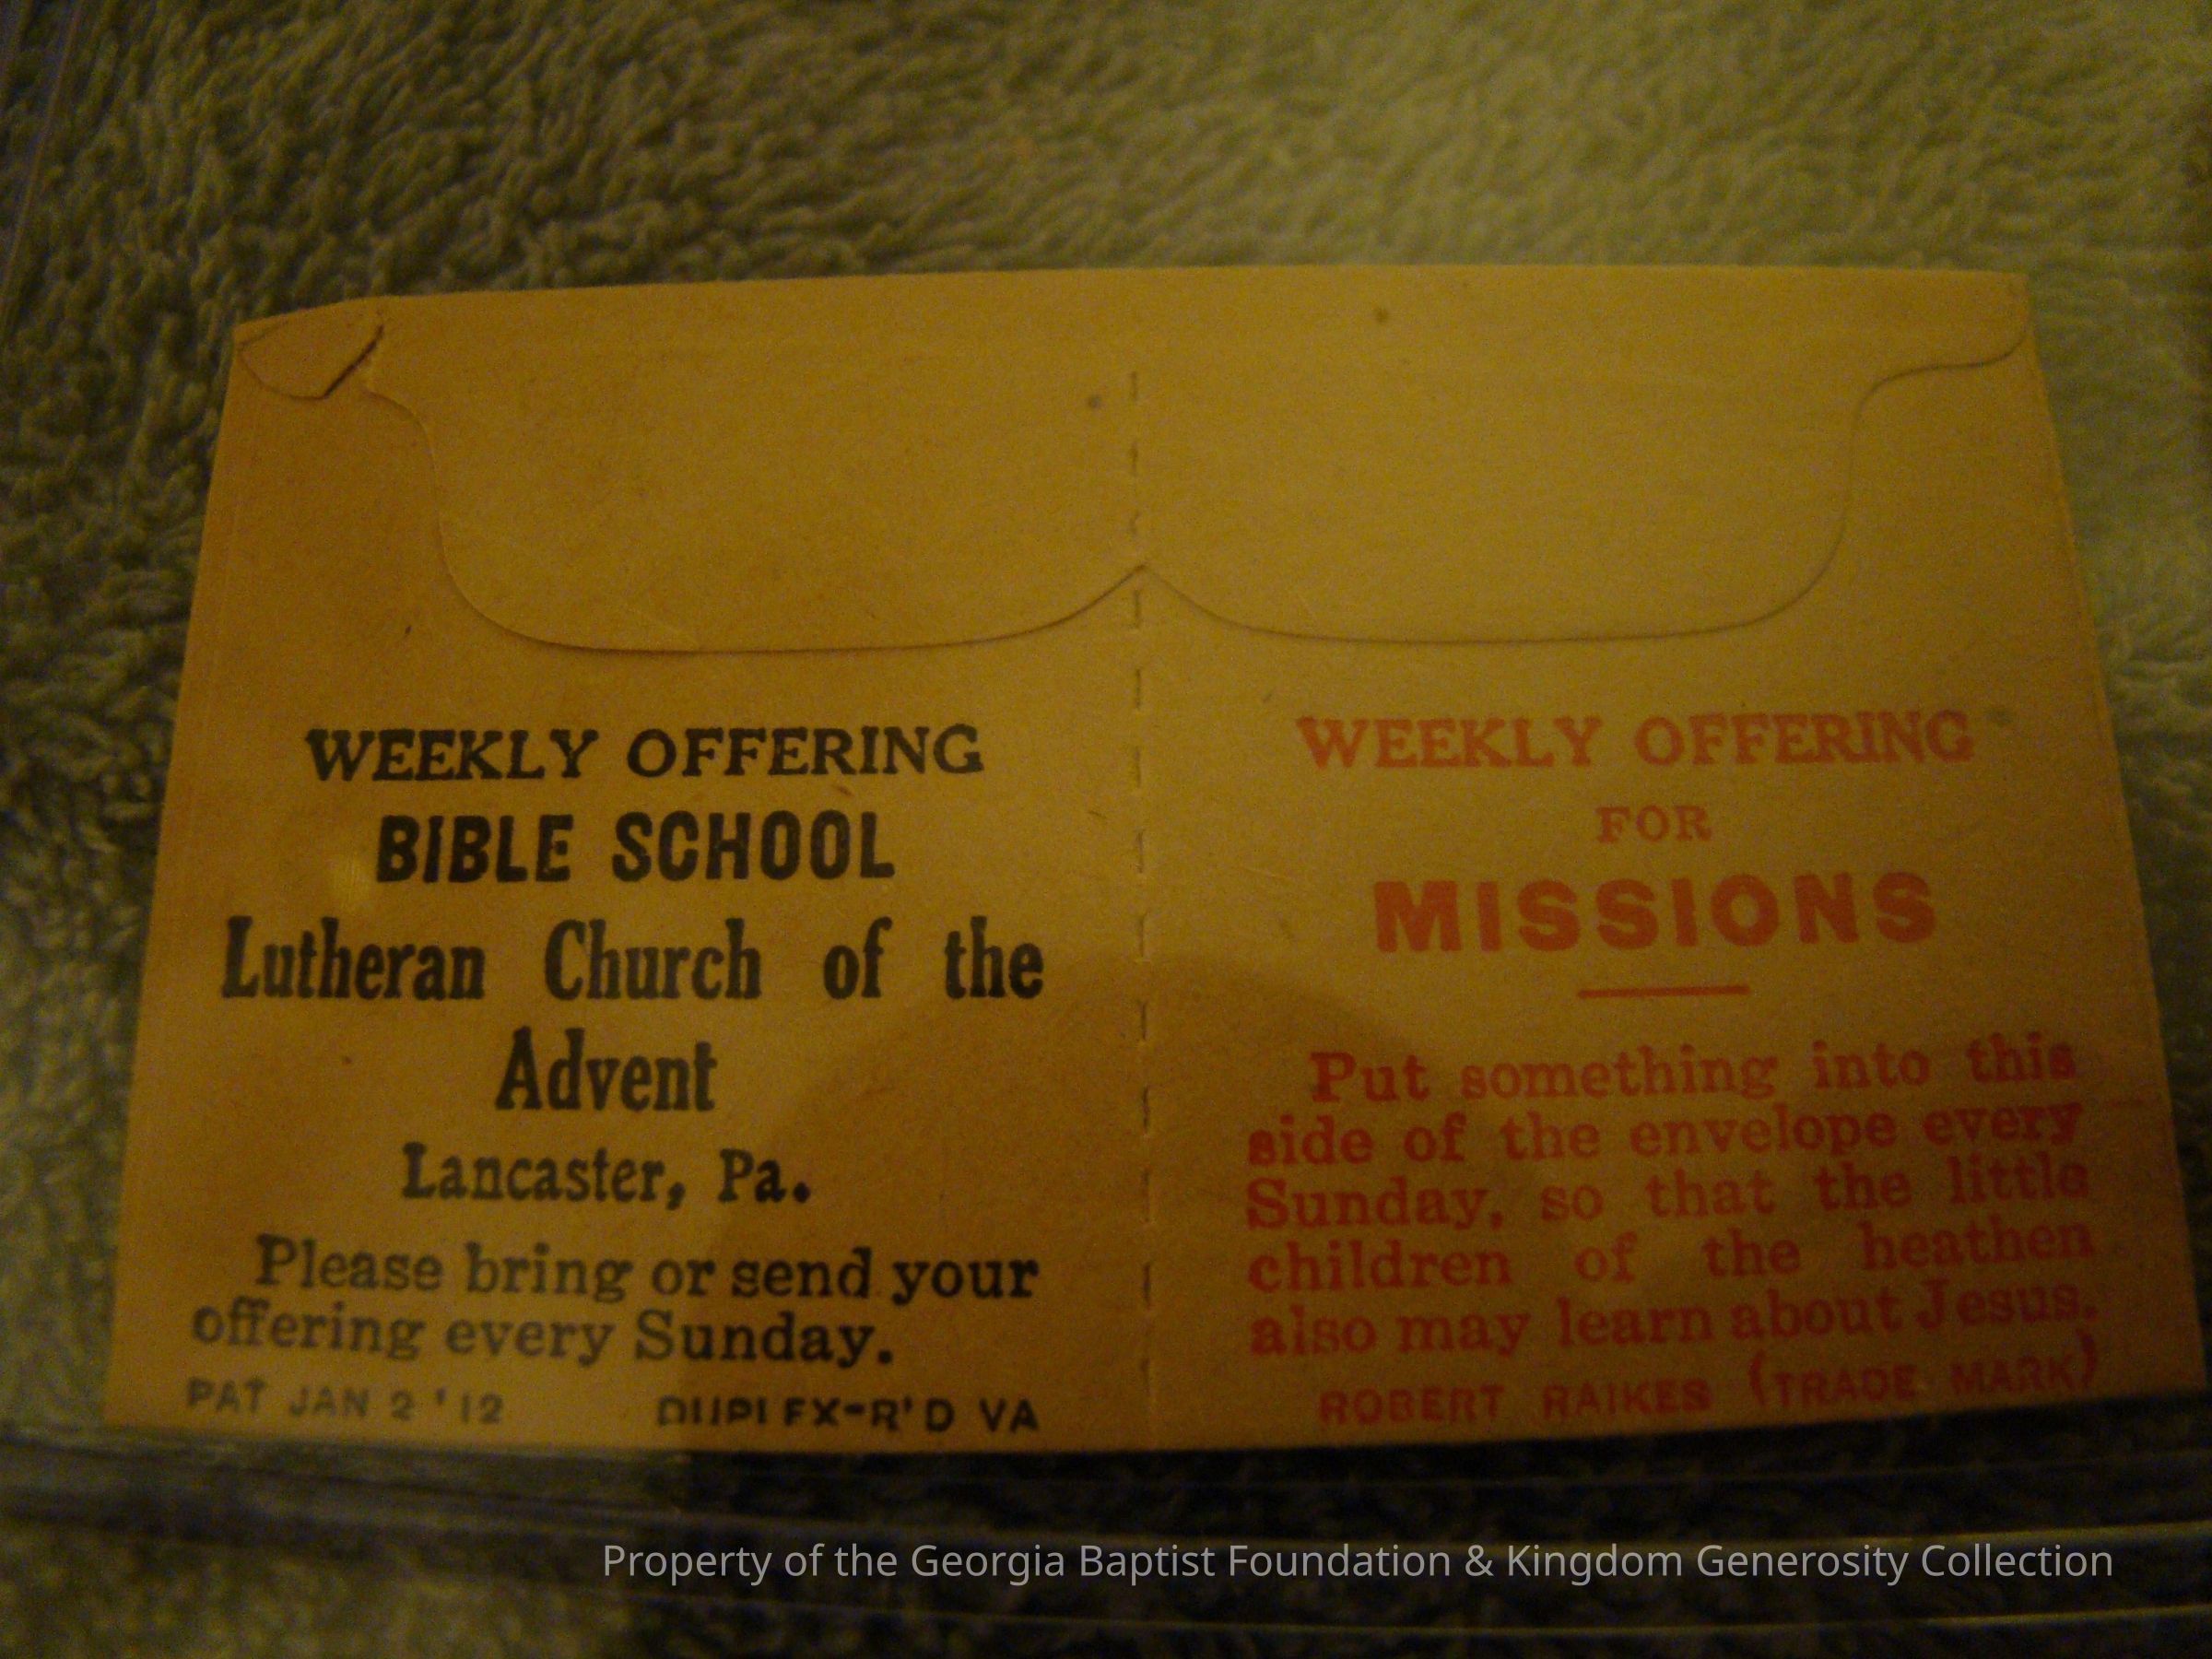 WEEKLY OFFERING
BIBLE SCHOOL
Lutheran Church of the
Advent
Lancaster, Pa.
Please bring or send your
offering every Sunday.
PAT JAN 2 '12 DUPLEX-R'D VA
WEEKLY OFFERING
FOR
MISSIONS
Put something into this
side of the envelope every
Sunday, so that the little
children of the heathen
also may learn about Jesus.
ROBERT RAIKES (TRADE MARK)
Property of the Georgia Baptist Foundation & Kingdom Generosity Collection